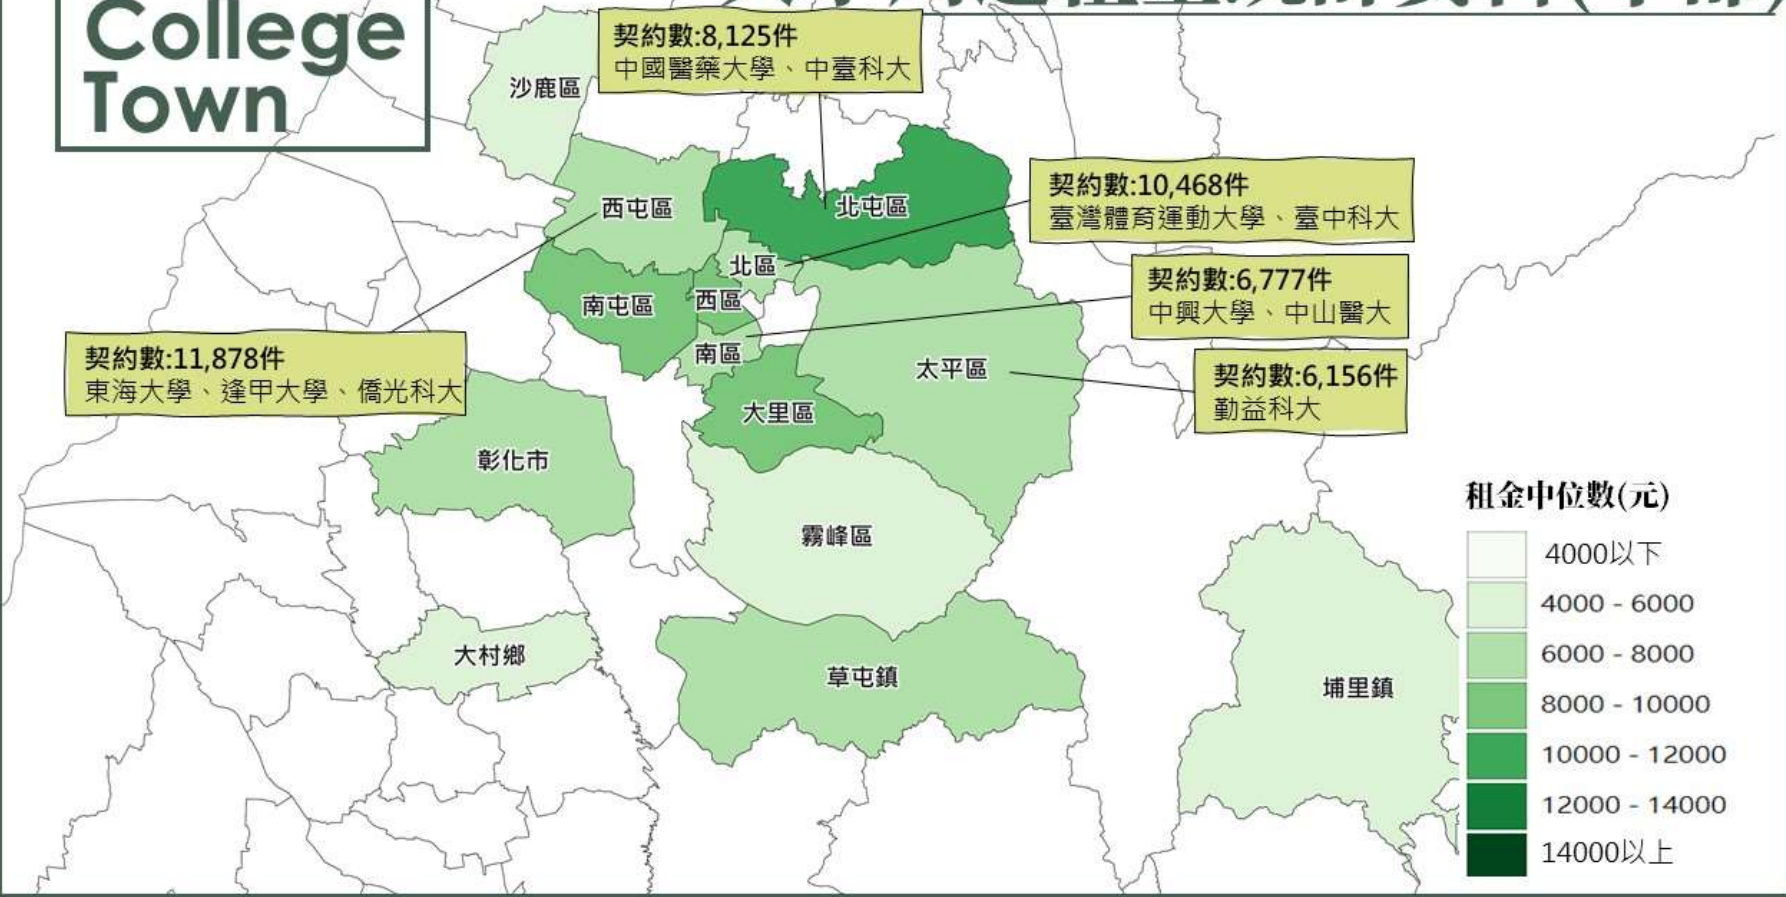 College
Town
契約數:8,125件
中國醫藥大學、中臺科大
沙鹿區
契約數:10,468件
臺灣體育運動大學、臺中科大
西屯區
北屯區
北區
契約數:6,777件
中興大學、中山醫大
南屯區
西區
南區
契約數:11,878件
東海大學、逢甲大學、僑光科大
太平區
契約數:6,156件
勤益科大
大里區
彰化市
霧峰區
大村鄉
草屯鎮
埔里鎮
租金中位數(元)
4000以下
4000 - 6000
6000 - 8000
8000 - 10000
10000 - 12000
12000 - 14000
14000以上